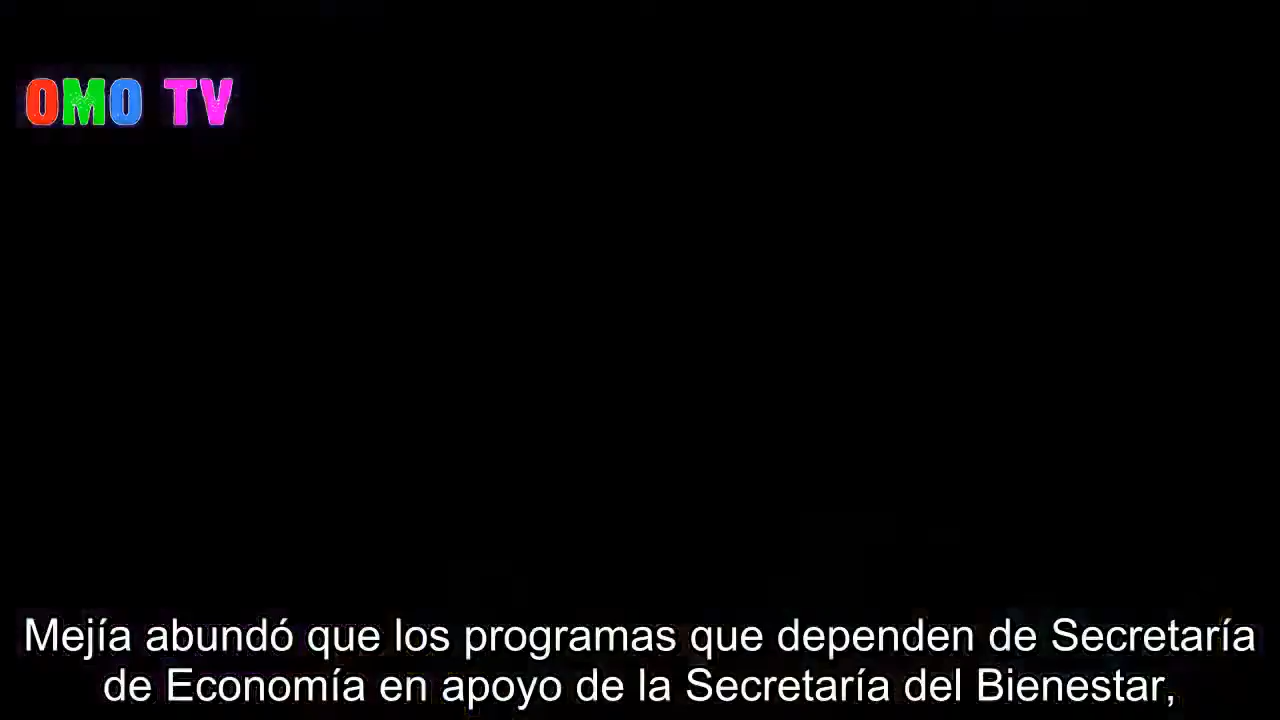 OMO TV
Mejía abundó que los programas que dependen de Secretaría
de Economía en apoyo de la Secretaría del Bienestar,